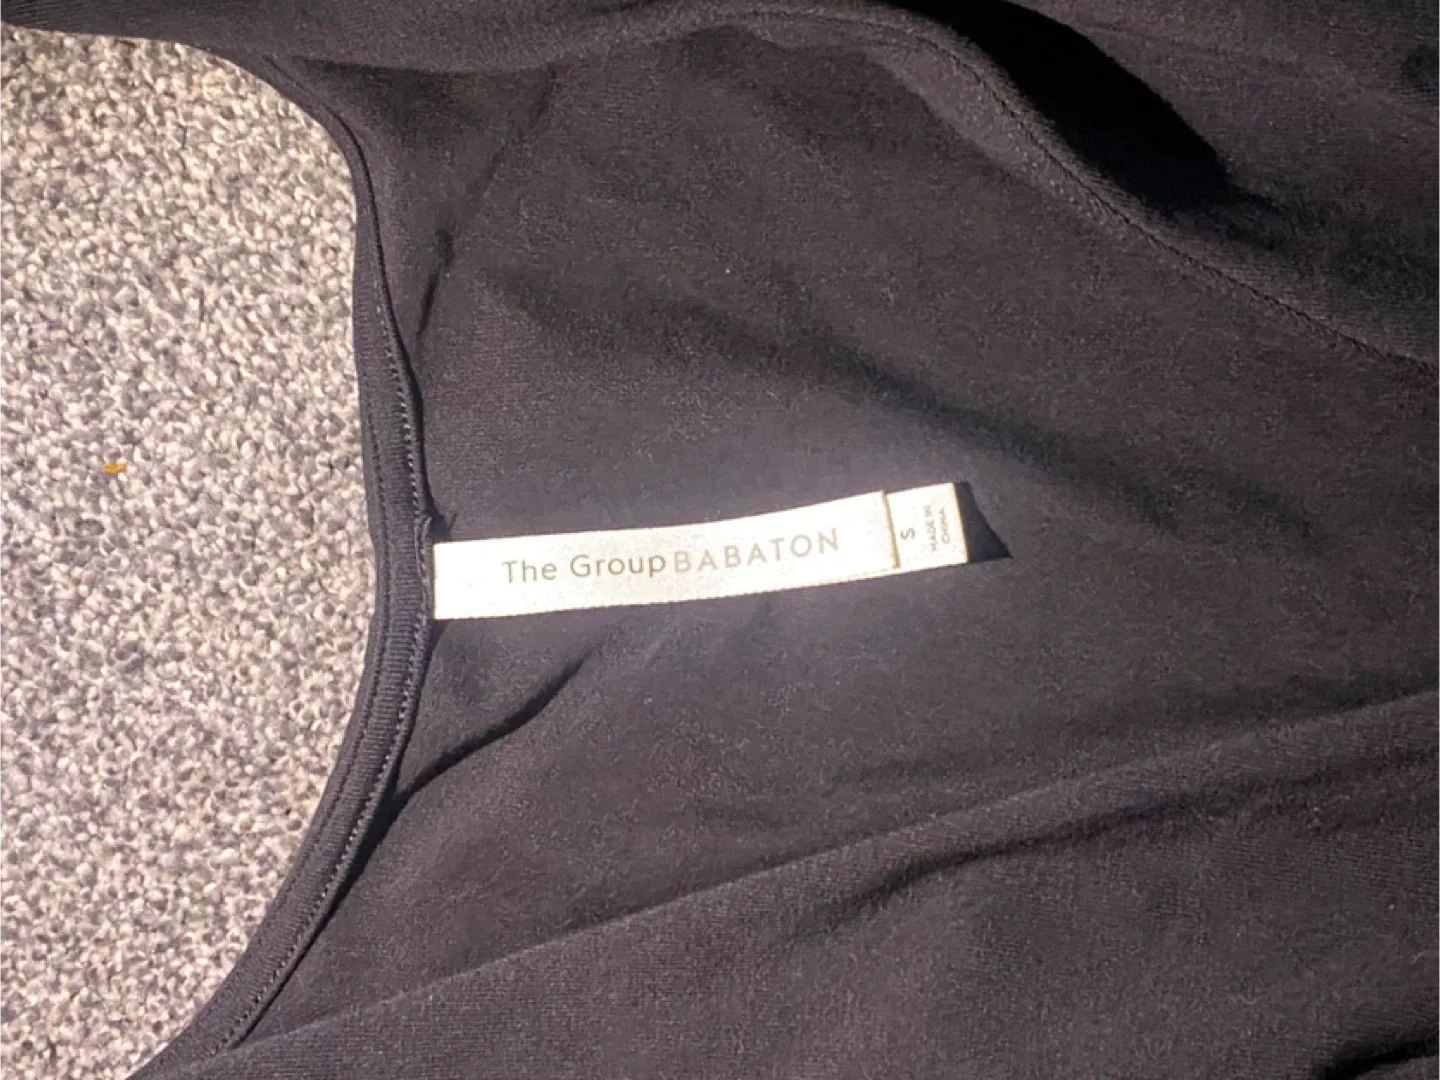 The Group BABATON
S
MADE IN
CHINA